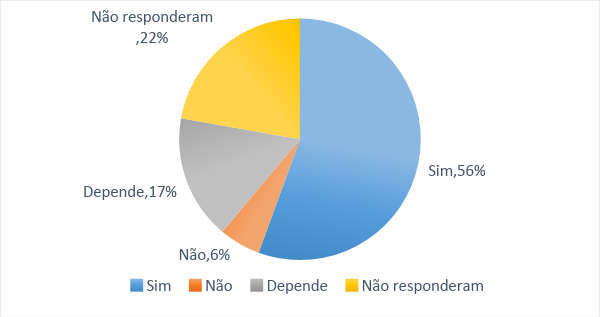 Não responderam
,22%
Sim,56%
Depende,17%
Não,6%
Sim Não Depende Não responderam